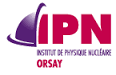 IPN
INSTITUT DE PHYSIQUE NUCLÉAIRE
ORSAY